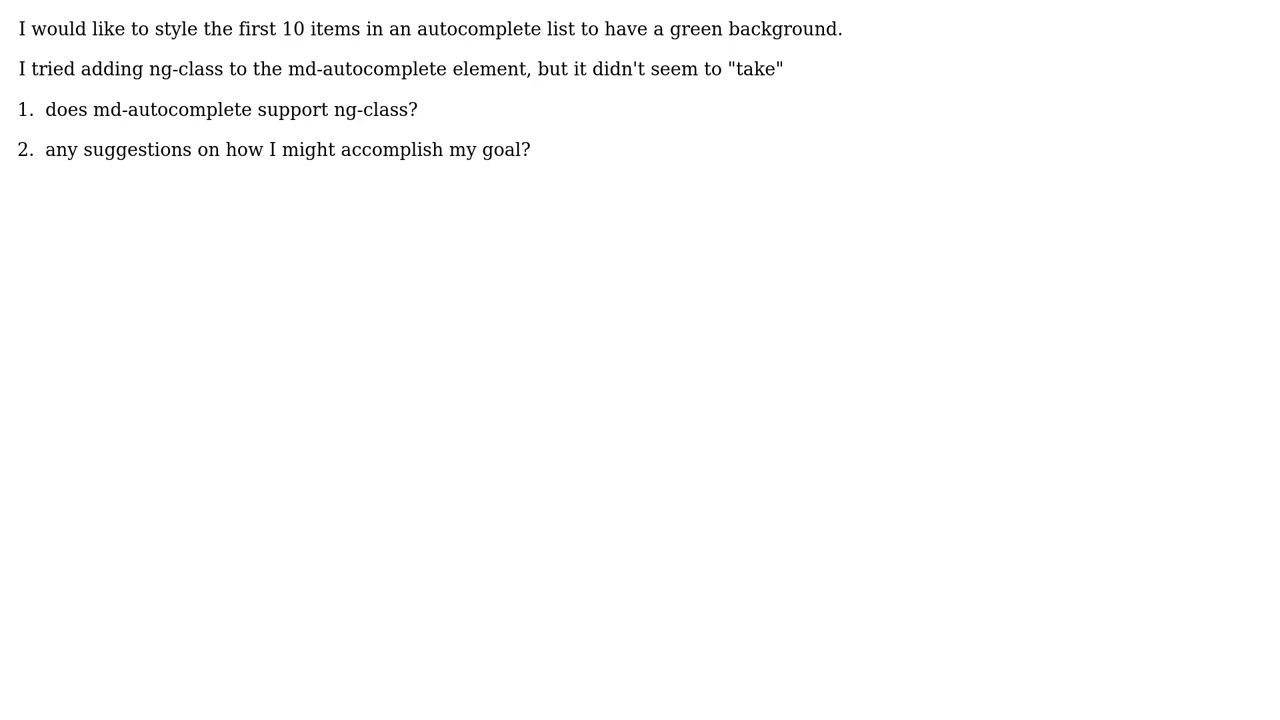 I would like to style the first 10 items in an autocomplete list to have a green background.
I tried adding ng-class to the md-autocomplete element, but it didn't seem to "take"
1. does md-autocomplete support ng-class?
2. any suggestions on how I might accomplish my goal?